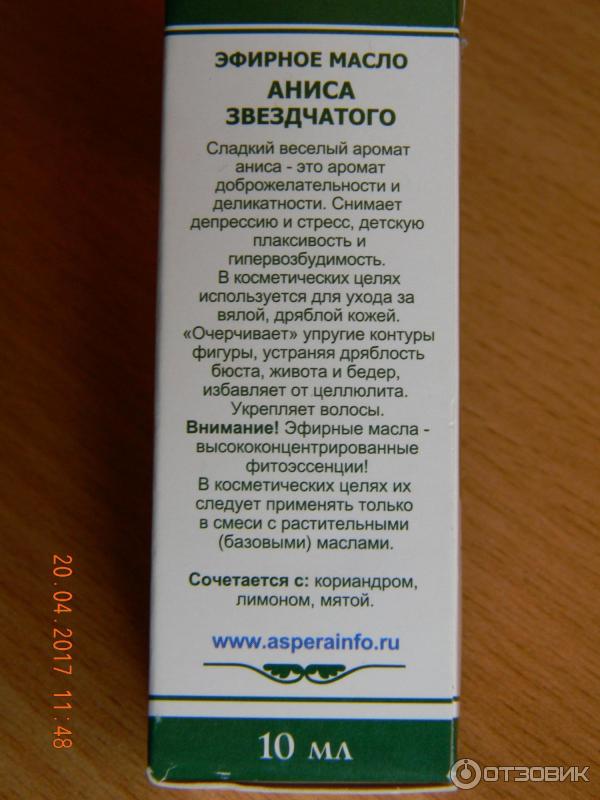 ЭФИРНОЕ МАСЛО
АНИСА
ЗВЕЗДЧАТОГО
Сладкий веселый аромат
аниса - это аромат
доброжелательности и
деликатности. Снимает
депрессию и стресс, детскую
плаксивость и
гипервозбудимость.
В косметических целях
используется для ухода за
вялой, дряблой кожей.
«Очерчивает» упругие контуры
фигуры, устраняя дряблость
бюста, живота и бедер,
избавляет от целлюлита.
Укрепляет волосы.
Внимание! Эфирные масла -
высококонцентрированные
фитоэссенции!
В косметических целях их
следует применять только
в смеси с растительными
(базовыми) маслами.
Сочетается с: кориандром,
лимоном, мятой.
www.asperainfo.ru
10 мл
20.04.2017 11:48
ОТЗОВИК